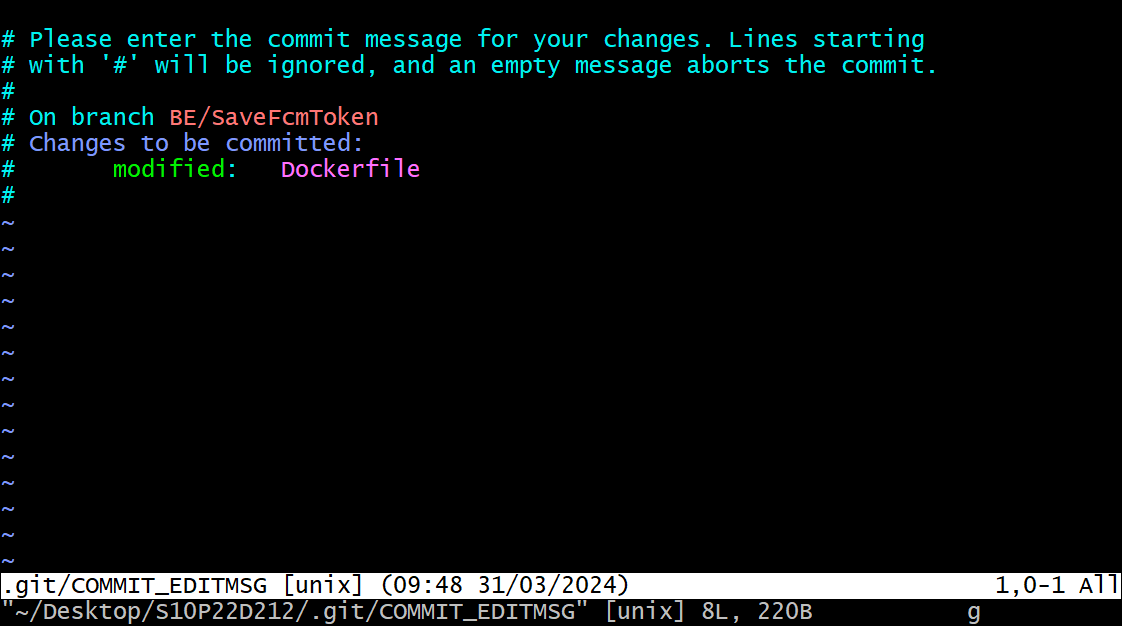 # Please enter the commit message for your changes. Lines starting
# with '#' will be ignored, and an empty message aborts the commit.
#
# On branch BE/SaveFcmToken
# Changes to be committed:
#       modified:   Dockerfile
#
~
~
~
~
~
~
~
~
~
~
~
~
~
~
.git/COMMIT_EDITMSG [unix] (09:48 31/03/2024) 1,0-1 All
"~/Desktop/S10P22D212/.git/COMMIT_EDITMSG" [unix] 8L, 220B g